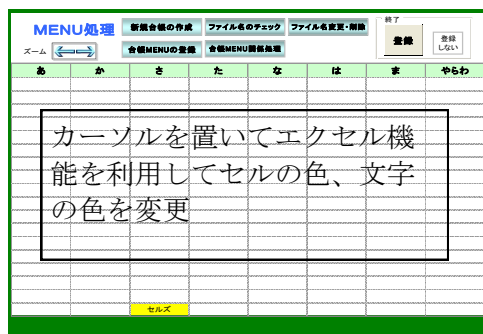 MENU処理
新規台帳の作成
ファイル名のチェック
ファイル名変更・削除
終了
登録
登録
しない
ズーム
台帳MENUの登録
台帳MENU関係処理
あ か さ た な は ま やらわ
カーソルを置いてエクセル機
能を利用してセルの色、文字
の色を変更
セルズ